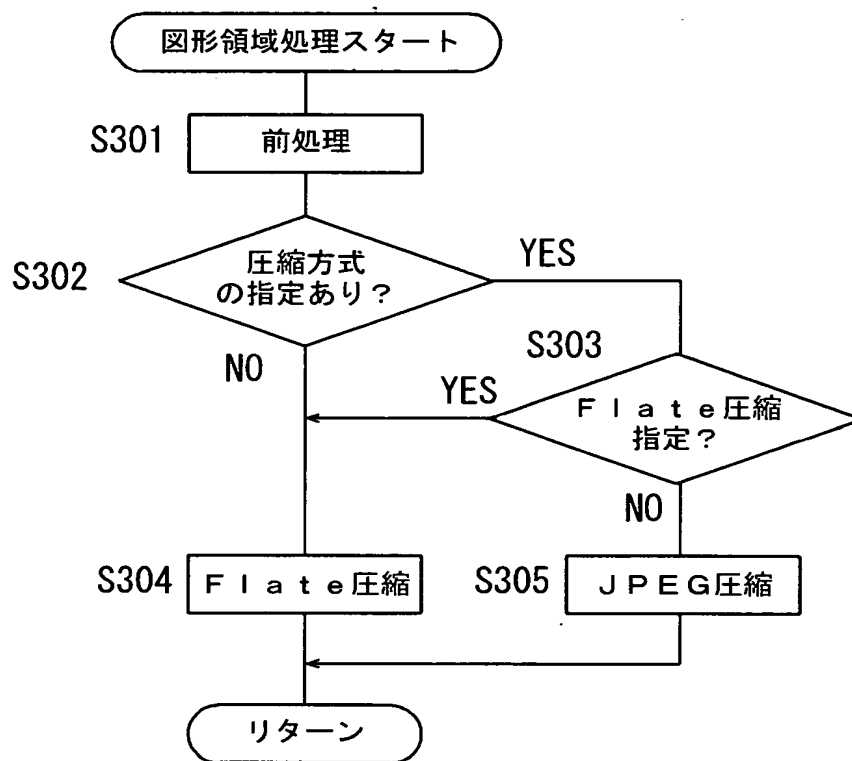 図形領域処理スタート
S301
前処理
S302
圧縮方式
の指定あり?
YES
S303
NO
YES
Flate圧縮
指定?
NO
S304
Flate圧縮
S305
JPEG圧縮
リターン